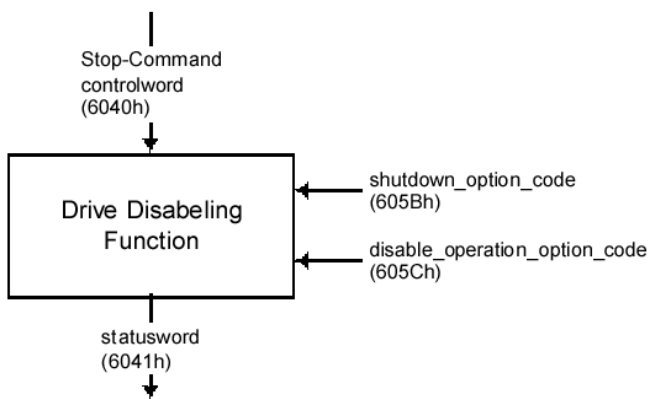 Stop-Command
controlword
(6040h)
Drive Disabeling
Function
shutdown_option_code
(605Bh)
disable_operation_option_code
(605Ch)
statusword
(6041h)